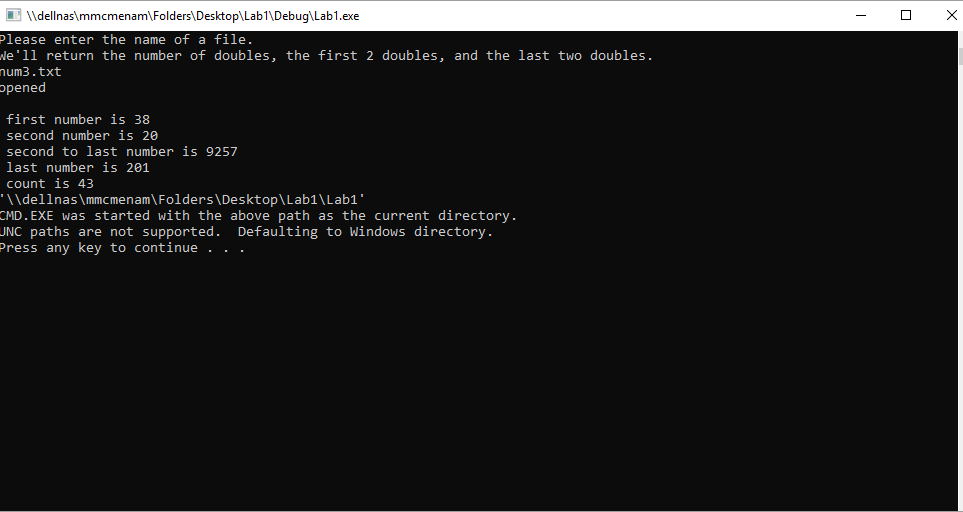 \\dellnas\mmcmenam\Folders\Desktop\Lab1\Debug\Lab1.exe
Please enter the name of a file.
We'll return the number of doubles, the first 2 doubles, and the last two doubles.
num3.txt
opened
first number is 38
second number is 20
second to last number is 9257
last number is 201
count is 43
'\\dellnas\mmcmenam\Folders\Desktop\Lab1\Lab1'
CMD.EXE was started with the above path as the current directory.
UNC paths are not supported.  Defaulting to Windows directory.
Press any key to continue . . .